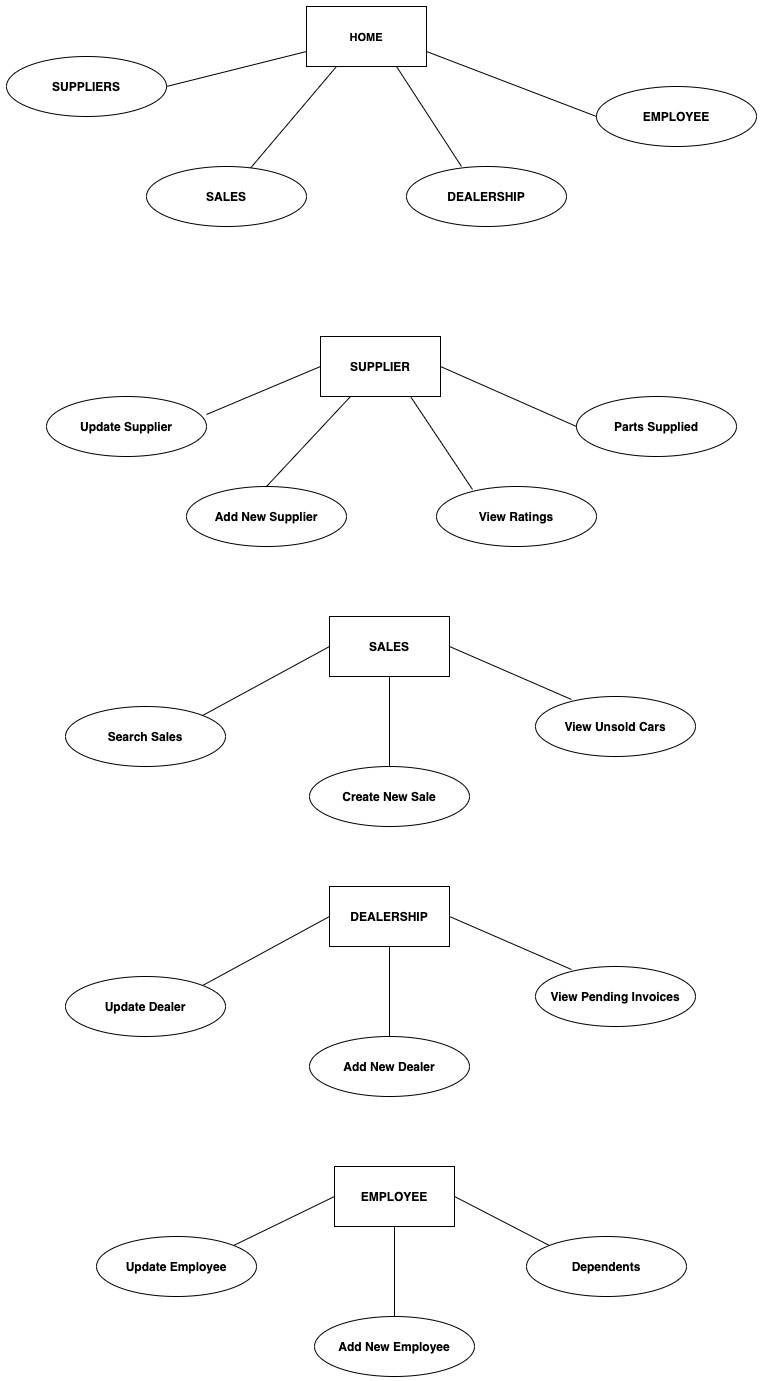 HOME
SUPPLIERS
EMPLOYEE
SALES
DEALERSHIP
SUPPLIER
Update Supplier
Parts Supplied
Add New Supplier
View Ratings
SALES
Search Sales
View Unsold Cars
Create New Sale
DEALERSHIP
Update Dealer
View Pending Invoices
Add New Dealer
EMPLOYEE
Update Employee
Dependents
Add New Employee